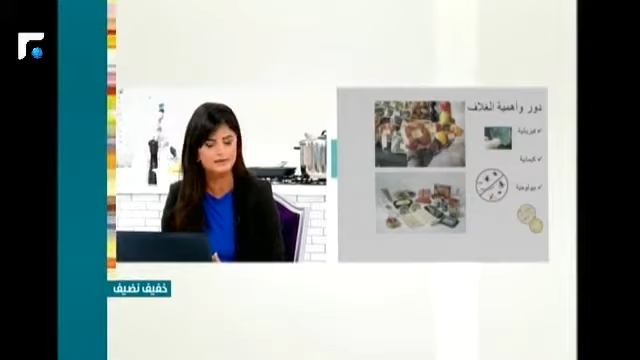 دور وأهمية الغلاف
✓ فيزيائية
✓ كيميائية
✓ بيولوجية
خفيف نضيف